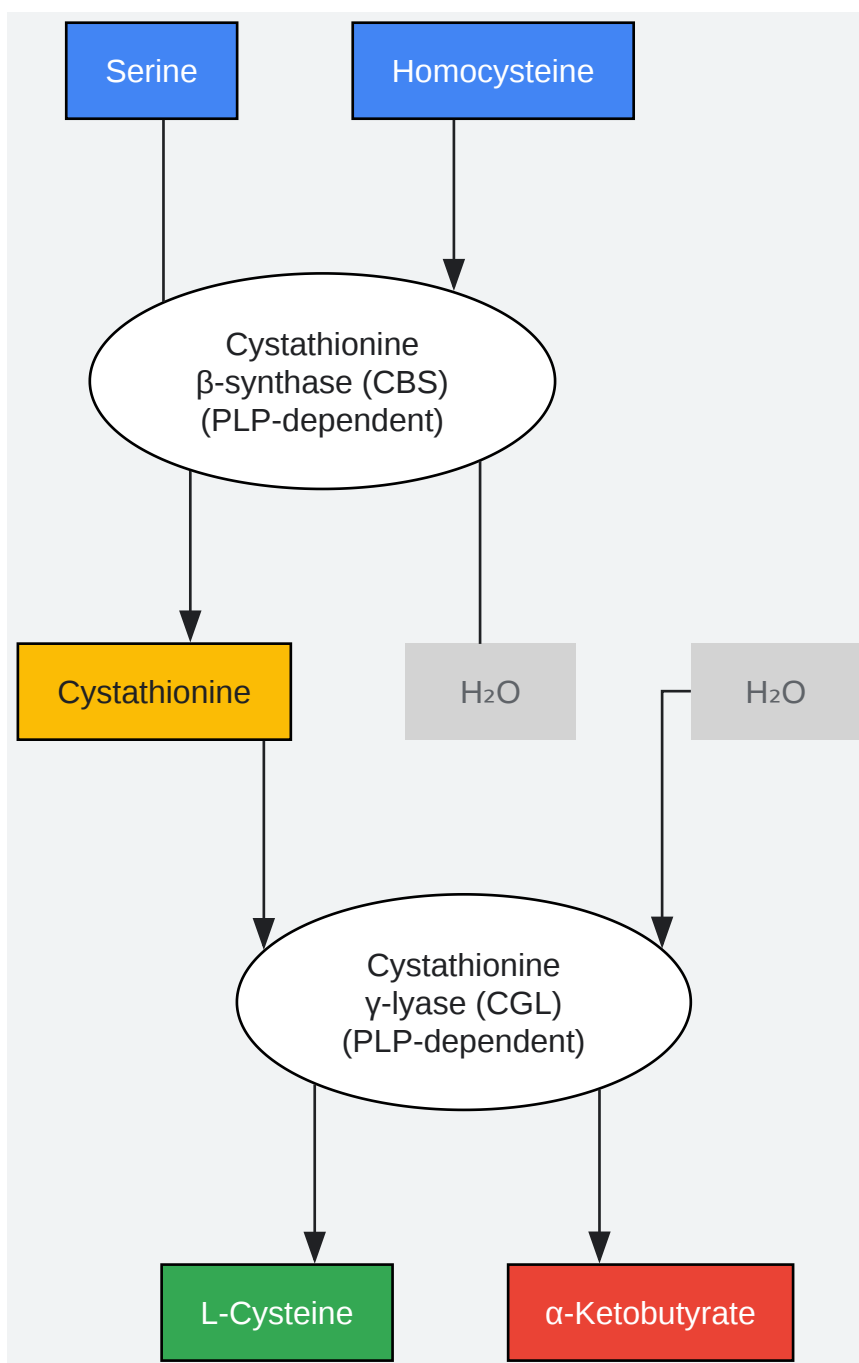 Serine
Homocysteine
Cystathionine
β-synthase (CBS)
(PLP-dependent)
Cystathionine
H₂O
H₂O
Cystathionine
γ-lyase (CGL)
(PLP-dependent)
L-Cysteine
α-Ketobutyrate